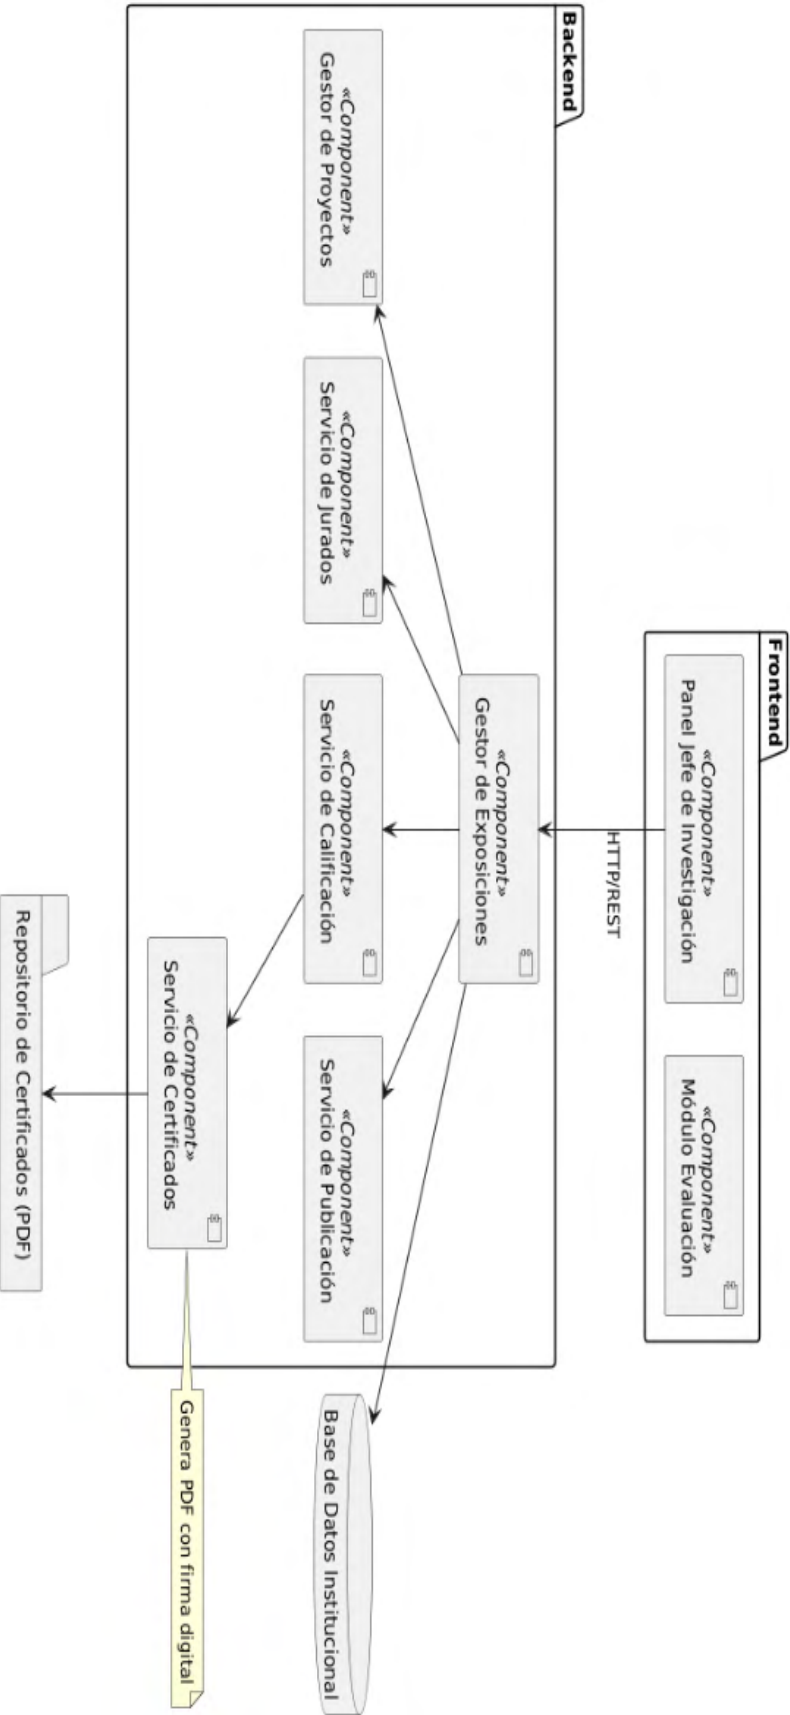 Frontend
«Component»
Panel Jefe de Investigación
«Component»
Módulo Evaluación
HTTP/REST
Backend
«Component»
Gestor de Exposiciones
«Component»
Gestor de Proyectos
«Component»
Servicio de Jurados
«Component»
Servicio de Calificación
«Component»
Servicio de Publicación
Base de Datos Institucional
«Component»
Servicio de Certificados
Genera PDF con firma digital
Repositorio de Certificados (PDF)